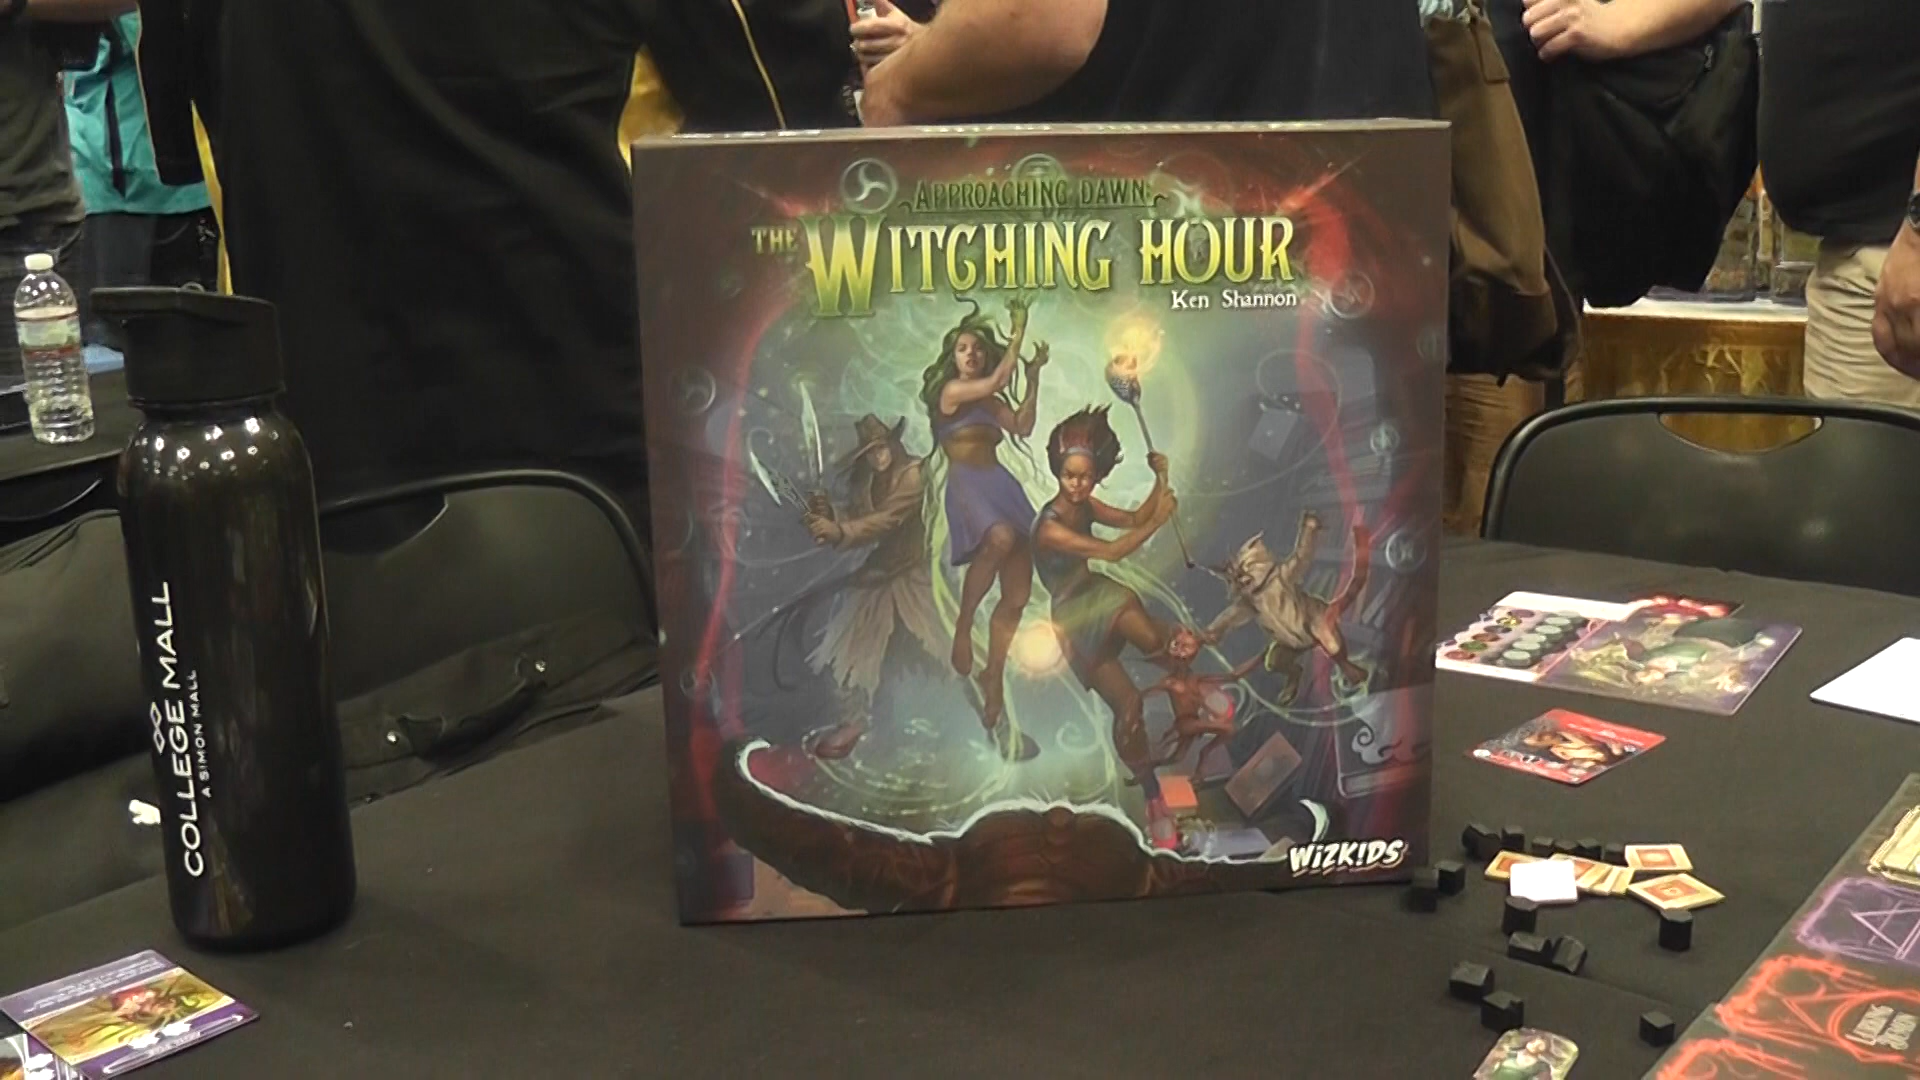 APPROACHING DAWN:
THE WITCHING HOUR
Ken Shannon
WIZKIDS
COLLEGE MALL
A SIMON MALL